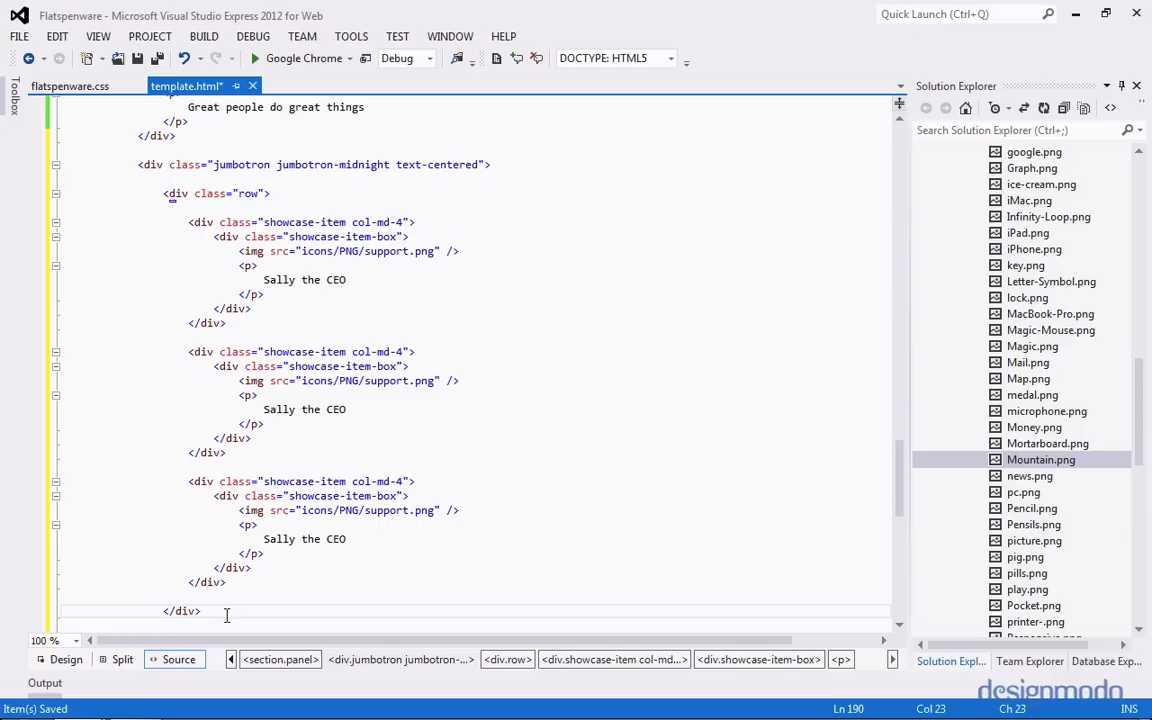 Flatspenware - Microsoft Visual Studio Express 2012 for Web
Quick Launch (Ctrl+Q)
FILE EDIT VIEW PROJECT BUILD DEBUG TEAM TOOLS TEST WINDOW HELP
Google Chrome Debug DOCTYPE: HTML5
Toolbox
flatspenware.css template.html*
Great people do great things
</p>
</div>
<div class="jumbotron jumbotron-midnight text-centered">
<div class="row">
<div class="showcase-item col-md-4">
<div class="showcase-item-box">
<img src="icons/PNG/support.png" />
<p>
Sally the CEO
</p>
</div>
</div>
<div class="showcase-item col-md-4">
<div class="showcase-item-box">
<img src="icons/PNG/support.png" />
<p>
Sally the CEO
</p>
</div>
</div>
<div class="showcase-item col-md-4">
<div class="showcase-item-box">
<img src="icons/PNG/support.png" />
<p>
Sally the CEO
</p>
</div>
</div>
</div>
100 %
Design Split Source <section.panel> <div.jumbotron jumbotron-...> <div.row> <div.showcase-item col-md...> <div.showcase-item-box> <p>
Output
Solution Explorer
Search Solution Explorer (Ctrl+;)
google.png
Graph.png
ice-cream.png
iMac.png
Infinity-Loop.png
iPad.png
iPhone.png
key.png
Letter-Symbol.png
lock.png
MacBook-Pro.png
Magic-Mouse.png
Magic.png
Mail.png
Map.png
medal.png
microphone.png
Money.png
Mortarboard.png
Mountain.png
news.png
pc.png
Pencil.png
Pensils.png
picture.png
pig.png
pills.png
play.png
Pocket.png
printer-.png
Solution Expl... Team Explorer Database Exp...
designmodo
Item(s) Saved Ln 190 Col 23 Ch 23 INS